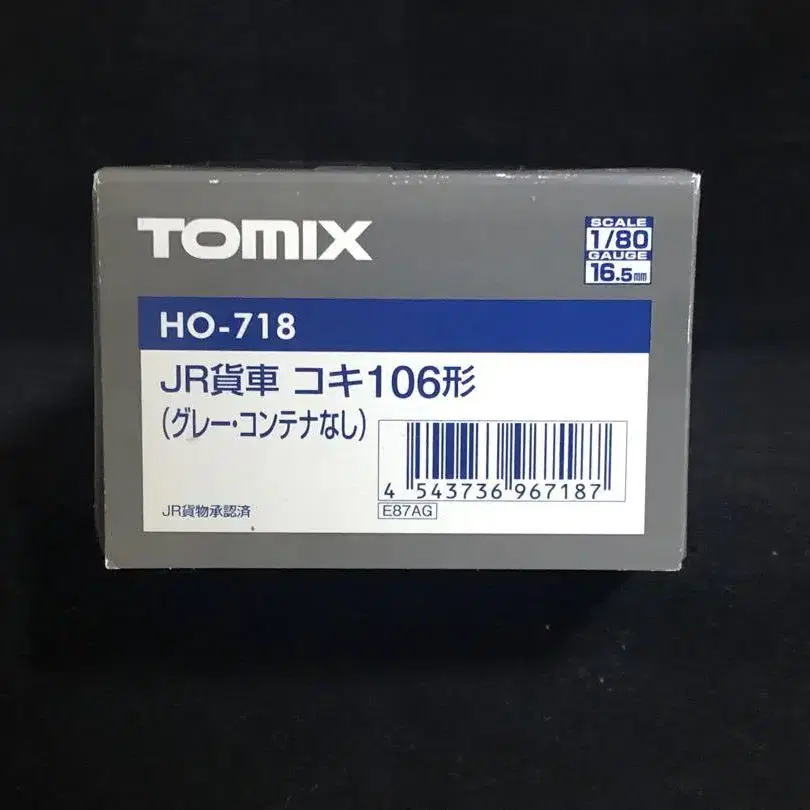 TOMIX
SCALE
1/80
GAUGE
16.5mm
HO-718
JR貨車 コキ106形
(グレー・コンテナなし)
4 543736 967187
JR貨物承認済
E87AG